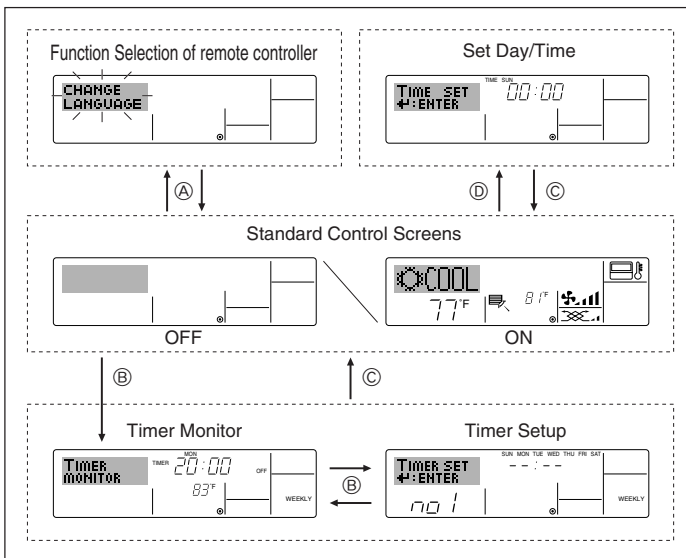 Function Selection of remote controller
CHANGE
LANGUAGE
Set Day/Time
TIME SUN
TIME SET 00:00
↵:ENTER
Ⓐ
Ⓓ
Ⓒ
Standard Control Screens
OFF
COOL
77°F 81°F
ON
Ⓑ
Ⓒ
Timer Monitor
MON
TIMER TIMER 20:00 OFF
MONITOR
83°F
WEEKLY
Ⓑ
Timer Setup
SUN MON TUE WED THU FRI SAT
TIMER SET --:--
↵:ENTER
no 1
WEEKLY